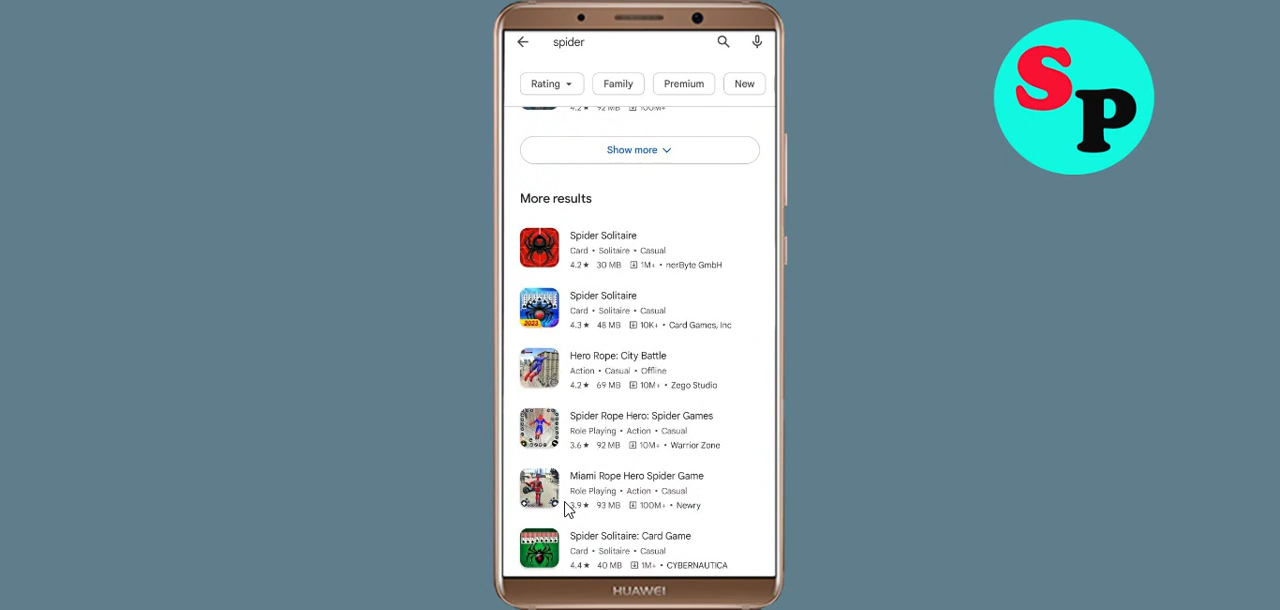 spider
Rating
Family
Premium
New
4.2★ 92 MB 100M+
Show more
More results
Spider Solitaire
Card • Solitaire • Casual
4.2★ 30 MB 1M+ • nerByte GmbH
Spider Solitaire
Card • Solitaire • Casual
4.3★ 48 MB 10K+ • Card Games, Inc
2023
Hero Rope: City Battle
Action • Casual • Offline
4.2★ 69 MB 10M+ • Zego Studio
Spider Rope Hero: Spider Games
Role Playing • Action • Casual
3.6★ 92 MB 10M+ • Warrior Zone
Miami Rope Hero Spider Game
Role Playing • Action • Casual
3.9★ 93 MB 100M+ • Newry
Spider Solitaire: Card Game
Card • Solitaire • Casual
4.4★ 40 MB 1M+ • CYBERNAUTICA
HUAWEI
SP